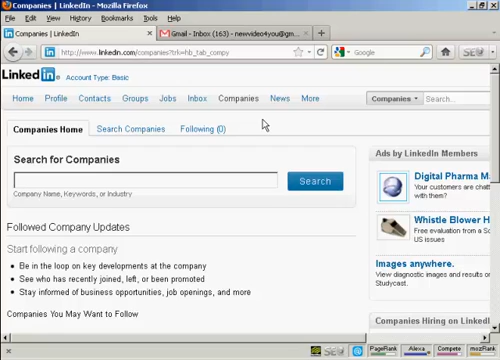 Companies | LinkedIn - Mozilla Firefox
File Edit View History Bookmarks Tools Help
Companies | LinkedIn
Gmail - Inbox (163) - newvideo4you@gm...
http://www.linkedin.com/companies?trk=hb_tab_compy
Google
Linked in Account Type: Basic
Home Profile Contacts Groups Jobs Inbox Companies News More
Companies
Search...
Companies Home Search Companies Following (0)
Search for Companies
Search
Company Name, Keywords, or Industry
Followed Company Updates
Start following a company
Be in the loop on key developments at the company
See who has recently joined, left, or been promoted
Stay informed of business opportunities, job openings, and more
Companies You May Want to Follow
Ads by LinkedIn Members
Digital Pharma M
Your customers are chatt
with them?
Whistle Blower H
Free evaluation from a Se
US issues
Images anywhere.
View diagnostic images and results on
Studycast.
Companies Hiring on LinkedIn
PageRank Alexa Compete mozRank